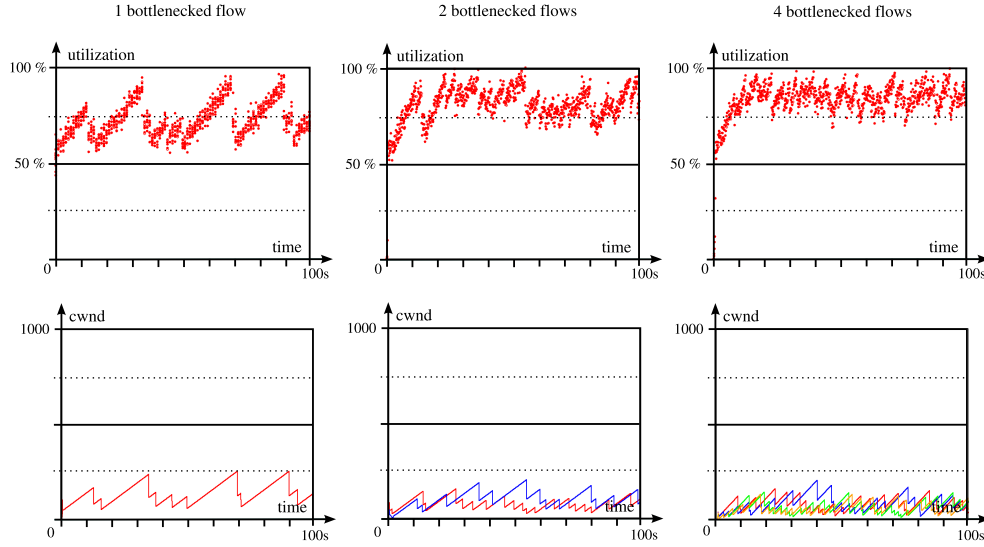 1 bottlenecked flow
2 bottlenecked flows
4 bottlenecked flows
utilization
utilization
utilization
100 %
100 %
100 %
50 %
50 %
50 %
time
time
time
0
100s
0
100s
0
100s
cwnd
cwnd
cwnd
1000
1000
1000
time
time
time
0
100s
0
100s
0
100s